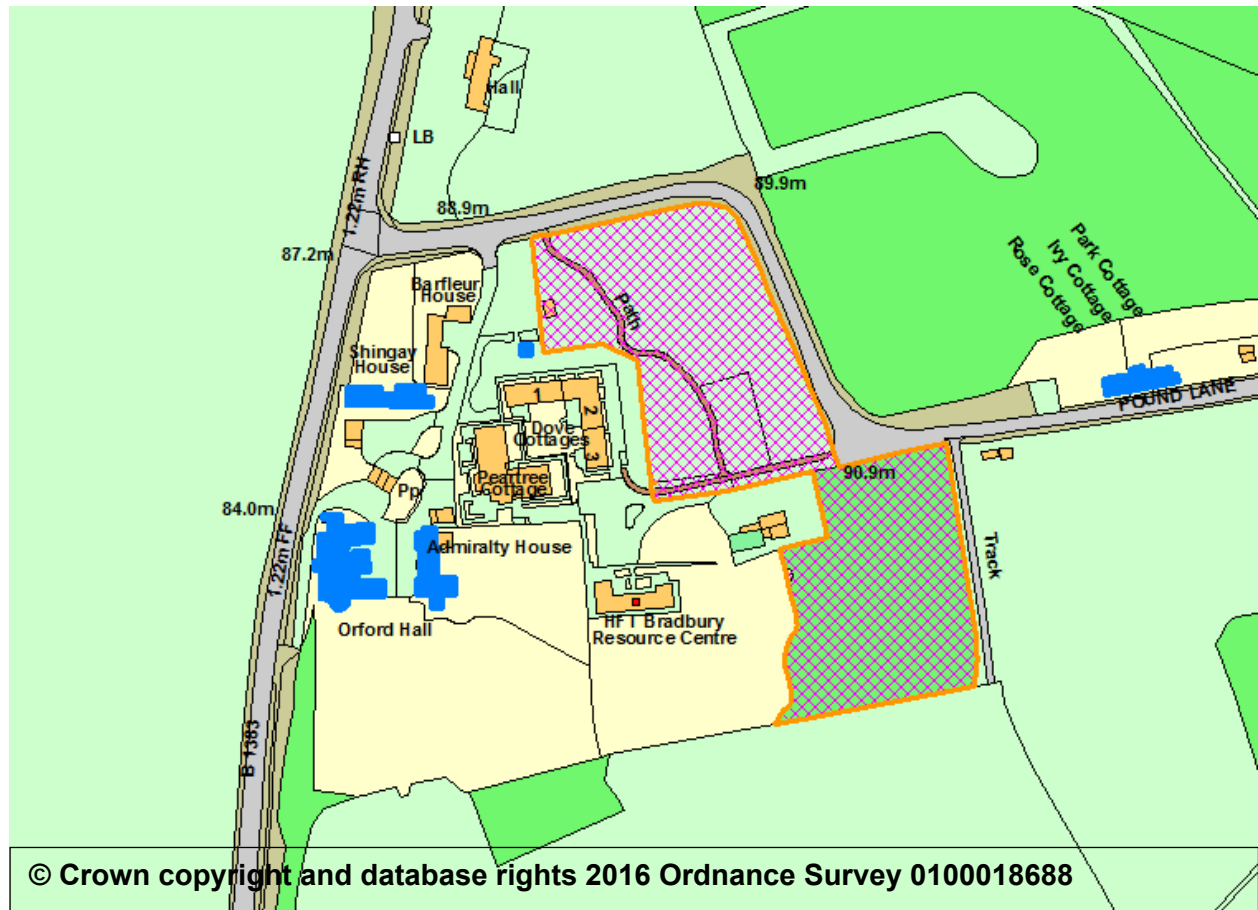 Hall
LB
1.22m RH
89.9m
88.9m
87.2m
Park Cottage
Ivy Cottage
Rose Cottage
Barfleur
House
Path
Shingay
House
POUND LANE
1
2
3
Dove
Cottages
Peartree
Cottage
90.9m
Pp
84.0m
1.22m FF
Admiralty House
Track
Orford Hall
HFT Bradbury
Resource Centre
B 1383
© Crown copyright and database rights 2016 Ordnance Survey 0100018688